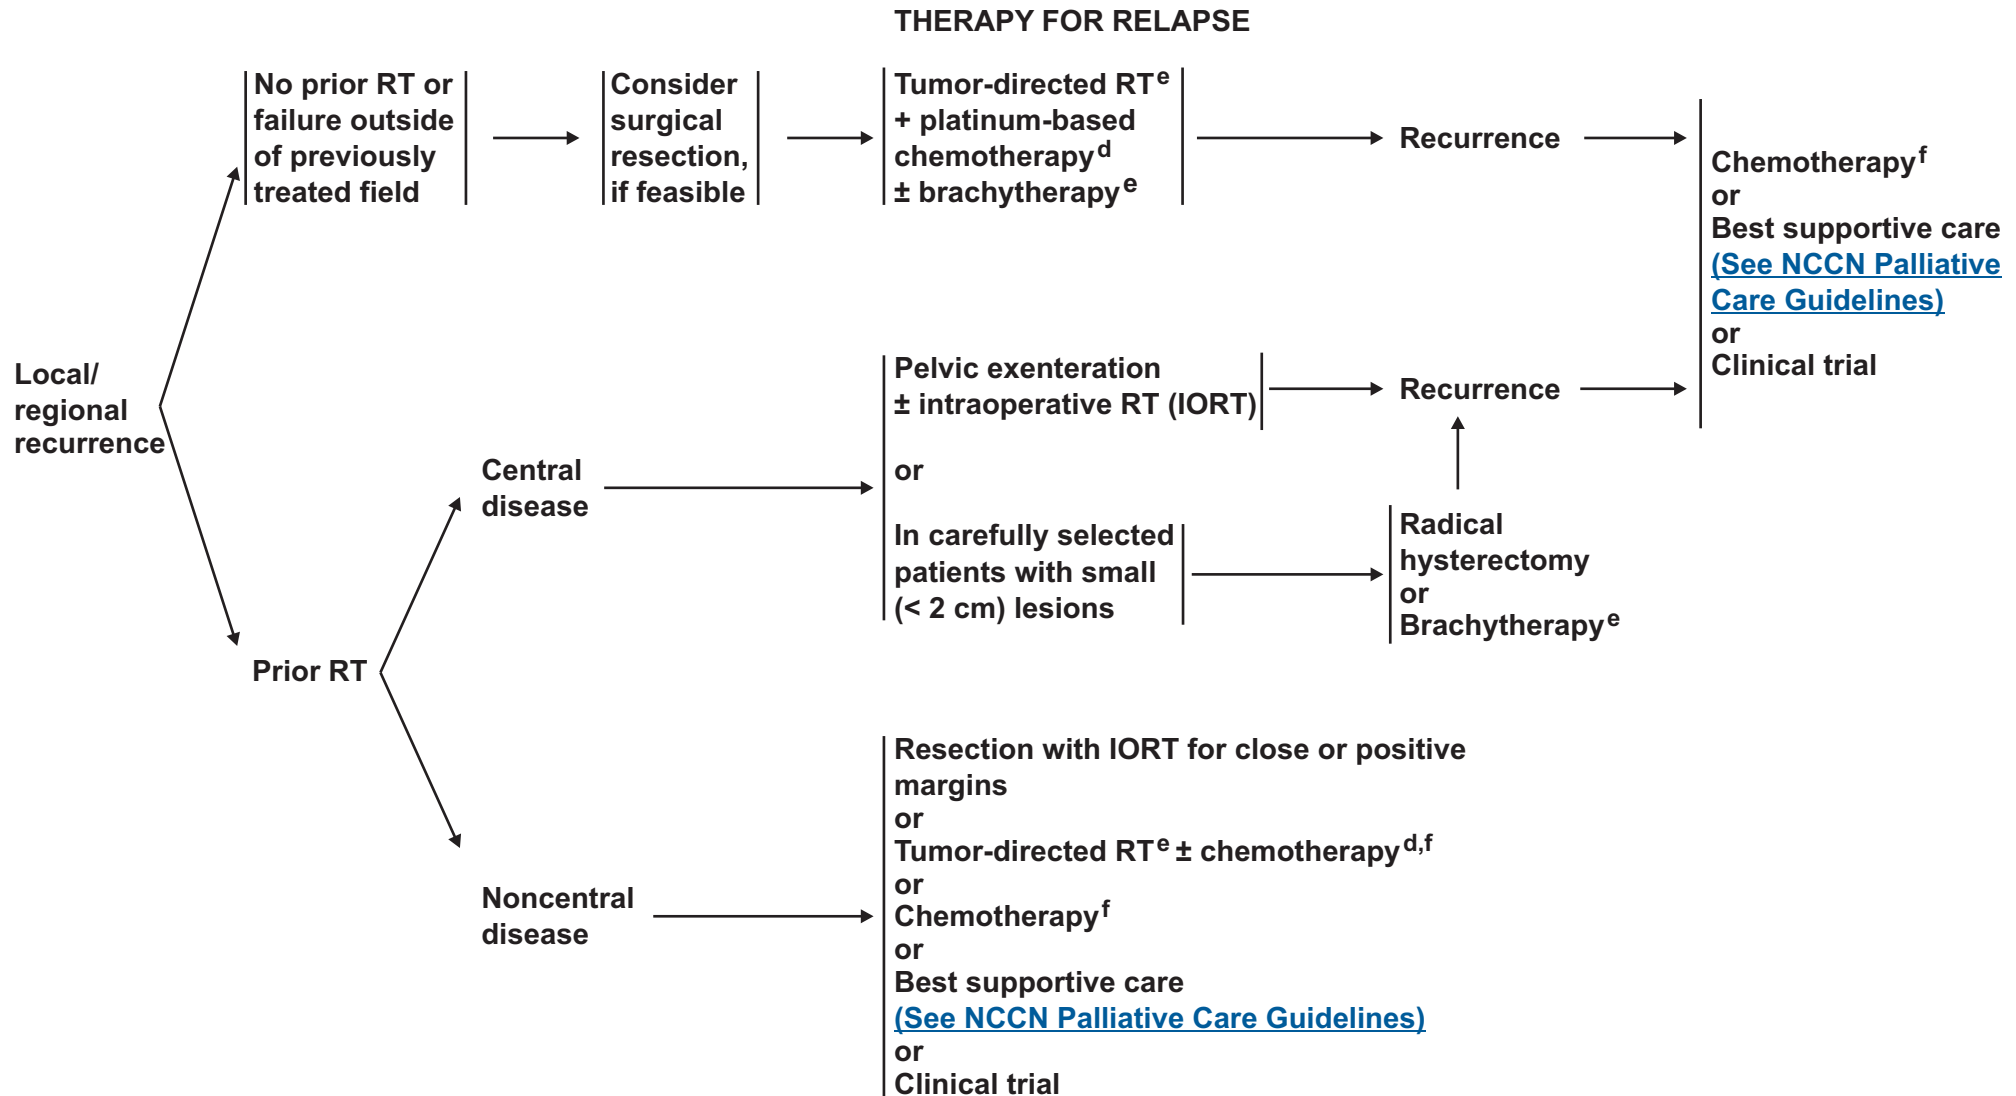 THERAPY FOR RELAPSE
Local/
regional
recurrence
No prior RT or
failure outside
of previously
treated field
Consider
surgical
resection,
if feasible
Tumor-directed RTe
+ platinum-based
chemotherapyd
± brachytherapye
Recurrence
Chemotherapyf
or
Best supportive care
(See NCCN Palliative
Care Guidelines)
or
Clinical trial
Prior RT
Central
disease
Pelvic exenteration
± intraoperative RT (IORT)
or
In carefully selected
patients with small
(< 2 cm) lesions
Recurrence
Radical
hysterectomy
or
Brachytherapye
Noncentral
disease
Resection with IORT for close or positive
margins
or
Tumor-directed RTe ± chemotherapyd,f
or
Chemotherapyf
or
Best supportive care
(See NCCN Palliative Care Guidelines)
or
Clinical trial